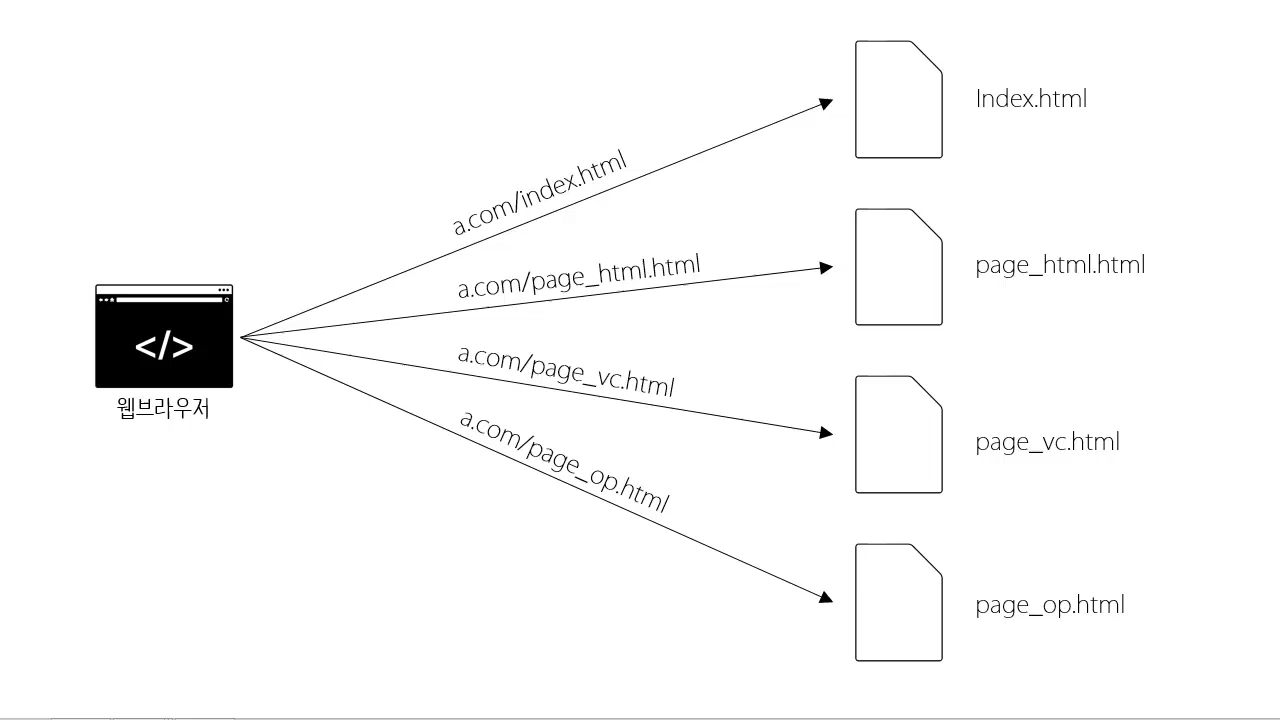 Index.html
a.com/index.html
a.com/page_html.html
page_html.html
</>
웹브라우저
a.com/page_vc.html
page_vc.html
a.com/page_op.html
page_op.html